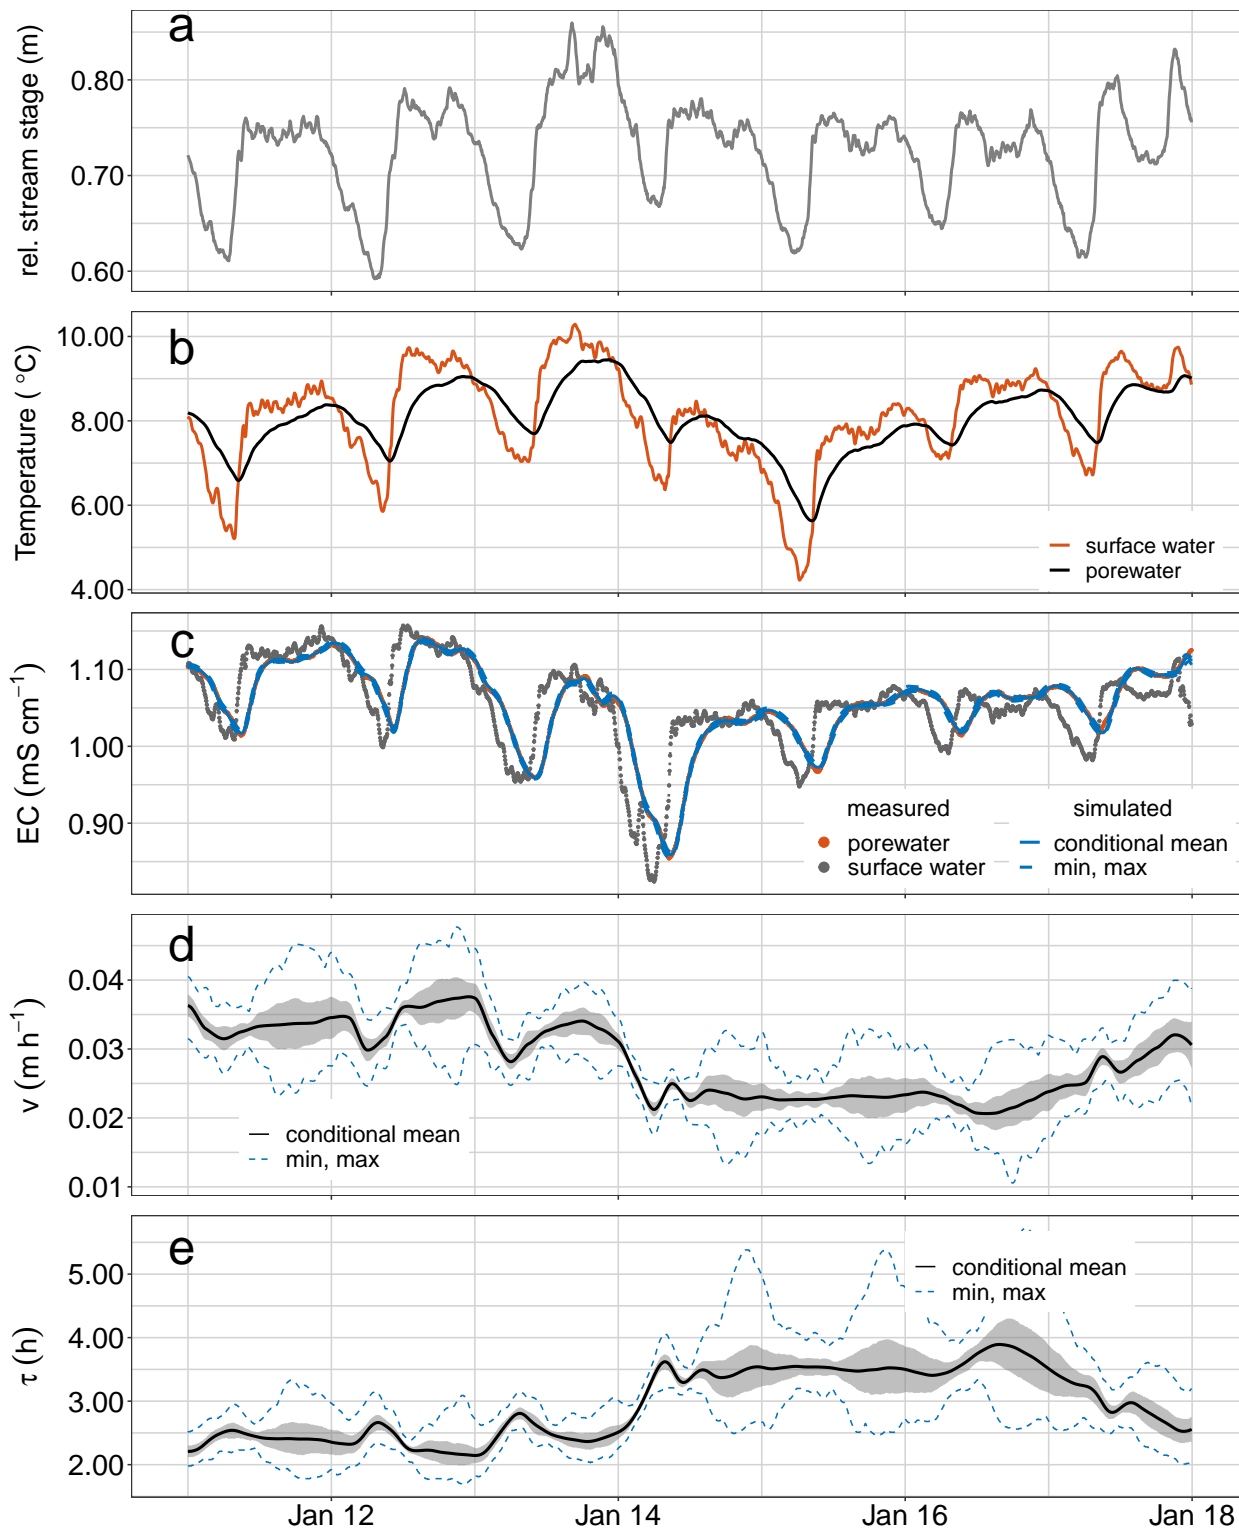 a
rel. stream stage (m)
0.80
0.70
0.60
b
Temperature ( °C)
10.00
8.00
6.00
4.00
surface water
porewater
c
EC (mS cm⁻¹)
1.10
1.00
0.90
measured simulated
porewater conditional mean
surface water min, max
d
v (m h⁻¹)
0.04
0.03
0.02
0.01
conditional mean
min, max
e
τ (h)
5.00
4.00
3.00
2.00
conditional mean
min, max
Jan 12 Jan 14 Jan 16 Jan 18